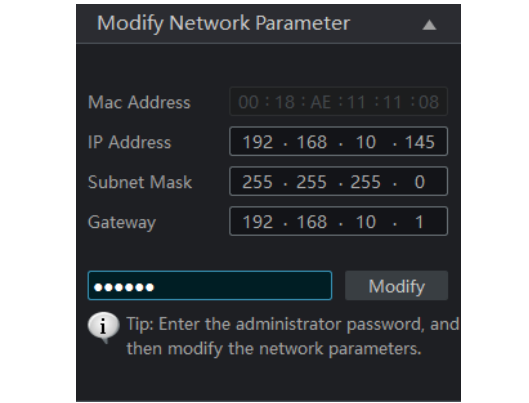 Modify Network Parameter ▲
Mac Address 00 : 18 : AE : 11 : 11 : 08
IP Address 192 . 168 . 10 . 145
Subnet Mask 255 . 255 . 255 . 0
Gateway 192 . 168 . 10 . 1
●●●●●● Modify
i Tip: Enter the administrator password, and
then modify the network parameters.